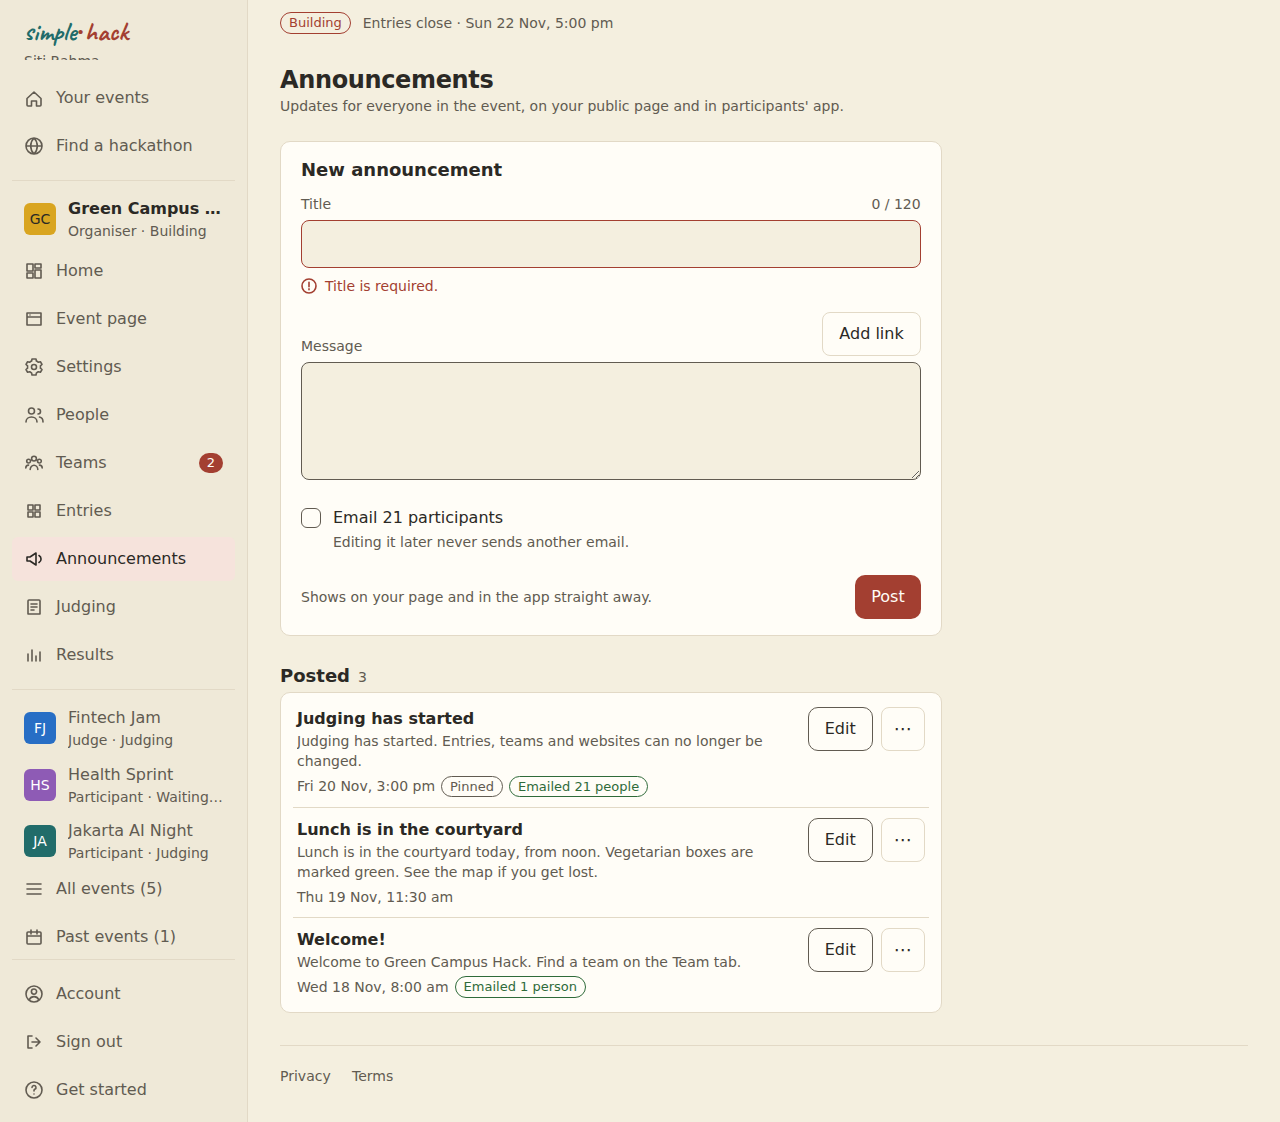 simple·hack
Siti Rahma
Your events
Find a hackathon
GC
Green Campus ...
Organiser · Building
Home
Event page
Settings
People
Teams
2
Entries
Announcements
Judging
Results
FJ
Fintech Jam
Judge · Judging
HS
Health Sprint
Participant · Waiting...
JA
Jakarta AI Night
Participant · Judging
All events (5)
Past events (1)
Account
Sign out
Get started
Building
Entries close · Sun 22 Nov, 5:00 pm
Announcements
Updates for everyone in the event, on your public page and in participants' app.
New announcement
Title
0 / 120
Title is required.
Message
Add link
Email 21 participants
Editing it later never sends another email.
Shows on your page and in the app straight away.
Post
Posted 3
Judging has started
Judging has started. Entries, teams and websites can no longer be
changed.
Fri 20 Nov, 3:00 pm Pinned Emailed 21 people
Edit ···
Lunch is in the courtyard
Lunch is in the courtyard today, from noon. Vegetarian boxes are
marked green. See the map if you get lost.
Thu 19 Nov, 11:30 am
Edit ···
Welcome!
Welcome to Green Campus Hack. Find a team on the Team tab.
Wed 18 Nov, 8:00 am Emailed 1 person
Edit ···
Privacy Terms